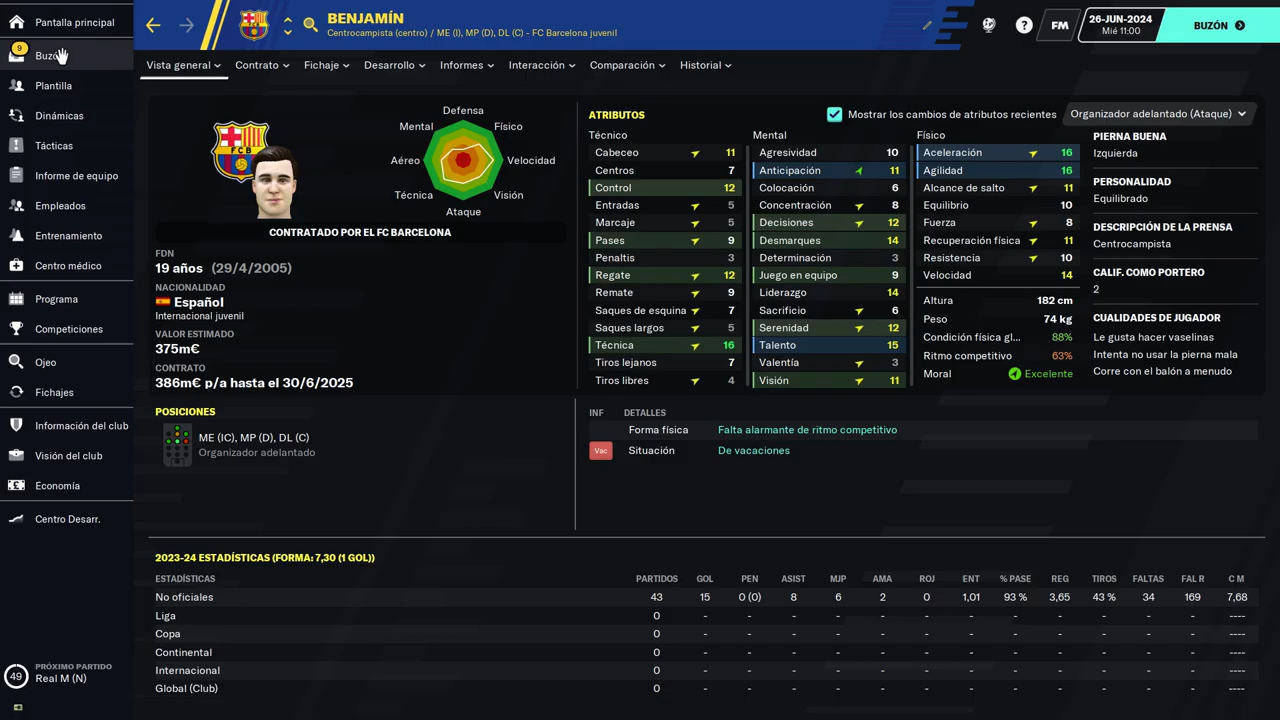 Pantalla principal
9
Buzón
Plantilla
Dinámicas
Tácticas
Informe de equipo
Empleados
Entrenamiento
Centro médico
Programa
Competiciones
Ojeo
Fichajes
Información del club
Visión del club
Economía
Centro Desarr.
49
PRÓXIMO PARTIDO
Real M (N)
BENJAMÍN
Centrocampista (centro) / ME (I), MP (D), DL (C) - FC Barcelona juvenil
?
FM
26-JUN-2024
Mié 11:00
BUZÓN
Vista general
Contrato
Fichaje
Desarrollo
Informes
Interacción
Comparación
Historial
FCB
Defensa
Físico
Velocidad
Visión
Ataque
Técnica
Aéreo
Mental
CONTRATADO POR EL FC BARCELONA
FDN
19 años (29/4/2005)
NACIONALIDAD
Español
Internacional juvenil
VALOR ESTIMADO
375m€
CONTRATO
386m€ p/a hasta el 30/6/2025
ATRIBUTOS
Mostrar los cambios de atributos recientes
Organizador adelantado (Ataque)
Técnico
Cabeceo 11
Centros 7
Control 12
Entradas 5
Marcaje 5
Pases 9
Penaltis 3
Regate 12
Remate 9
Saques de esquina 7
Saques largos 5
Técnica 16
Tiros lejanos 7
Tiros libres 4
Mental
Agresividad 10
Anticipación 11
Colocación 6
Concentración 8
Decisiones 12
Desmarques 14
Determinación 3
Juego en equipo 9
Liderazgo 14
Sacrificio 6
Serenidad 12
Talento 15
Valentía 3
Visión 11
Físico
Aceleración 16
Agilidad 16
Alcance de salto 11
Equilibrio 10
Fuerza 8
Recuperación física 11
Resistencia 10
Velocidad 14
Altura 182 cm
Peso 74 kg
Condición física gl... 88%
Ritmo competitivo 63%
Moral Excelente
PIERNA BUENA
Izquierda
PERSONALIDAD
Equilibrado
DESCRIPCIÓN DE LA PRENSA
Centrocampista
CALIF. COMO PORTERO
2
CUALIDADES DE JUGADOR
Le gusta hacer vaselinas
Intenta no usar la pierna mala
Corre con el balón a menudo
POSICIONES
ME (IC), MP (D), DL (C)
Organizador adelantado
INF DETALLES
Forma física Falta alarmante de ritmo competitivo
Vac Situación De vacaciones
2023-24 ESTADÍSTICAS (FORMA: 7,30 (1 GOL))
ESTADÍSTICAS PARTIDOS GOL PEN ASIST MJP AMA ROJ ENT % PASE REG TIROS FALTAS FAL R C M
No oficiales 43 15 0 (0) 8 6 2 0 1,01 93 % 3,65 43 % 34 169 7,68
Liga 0 - - - - - - - - - - - - ----
Copa 0 - - - - - - - - - - - - ----
Continental 0 - - - - - - - - - - - - ----
Internacional 0 - - - - - - - - - - - - ----
Global (Club) 0 - - - - - - - - - - - - ----